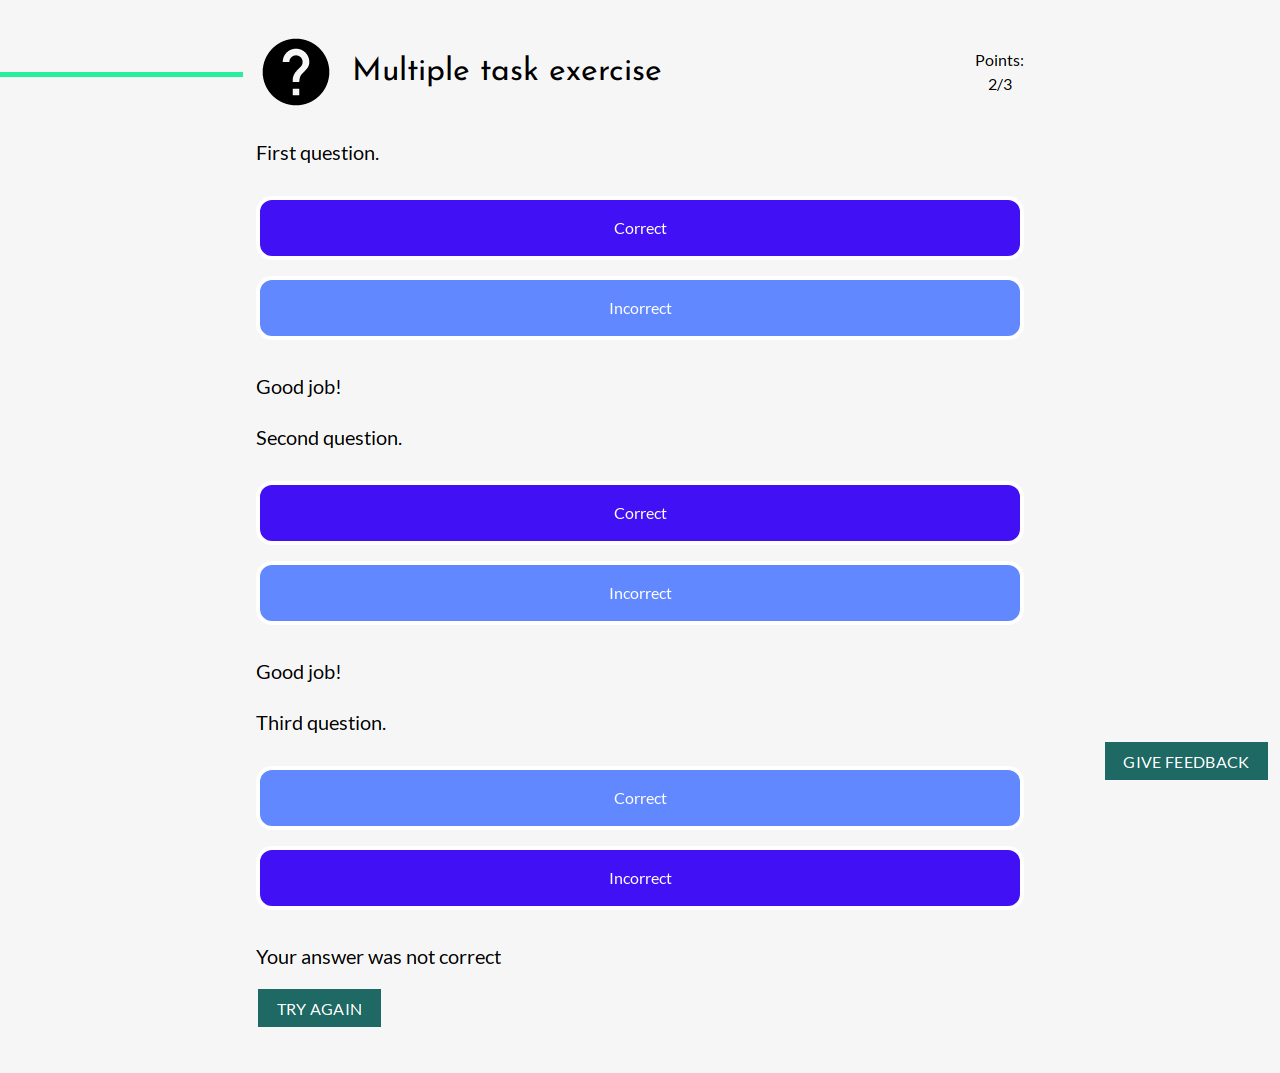 Multiple task exercise
Points:
2/3
First question.
Correct
Incorrect
Good job!
Second question.
Correct
Incorrect
Good job!
Third question.
GIVE FEEDBACK
Correct
Incorrect
Your answer was not correct
TRY AGAIN